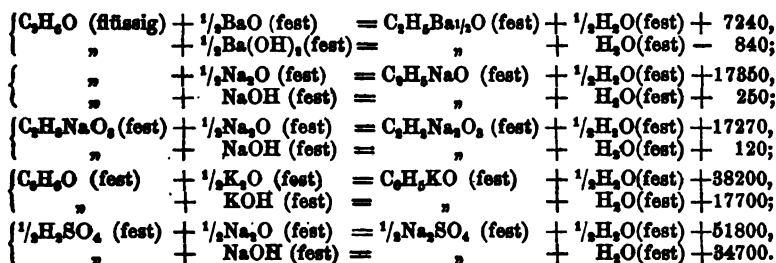 C₂H₆O (flüssig) + ¹/₂BaO (fest) = C₂H₅Ba₁/₂O + ¹/₂H₂O(fest) + 7240,
„ + ¹/₂Ba(OH)₂(fest) = „ + H₂O(fest) − 840;
„ + ¹/₂Na₂O (fest) = C₂H₅NaO (fest) + ¹/₂H₂O(fest) +17350,
„ + NaOH (fest) = „ + H₂O(fest) + 250;
C₂H₃NaO₃(fest) + ¹/₂Na₂O (fest) = C₂H₂Na₂O₃(fest) + ¹/₂H₂O(fest) +17270,
„ + NaOH (fest) = „ + H₂O(fest) + 120;
C₆H₆O (fest) + ¹/₂K₂O (fest) = C₆H₅KO (fest) + ¹/₂H₂O(fest) +38200,
„ + KOH (fest) = „ + H₂O(fest) +17700;
¹/₂H₂SO₄ (fest) + ¹/₂Na₂O (fest) = ¹/₂Na₂SO₄ (fest) + ¹/₂H₂O(fest) +51800,
„ + NaOH (fest) = „ + H₂O(fest) +34700.